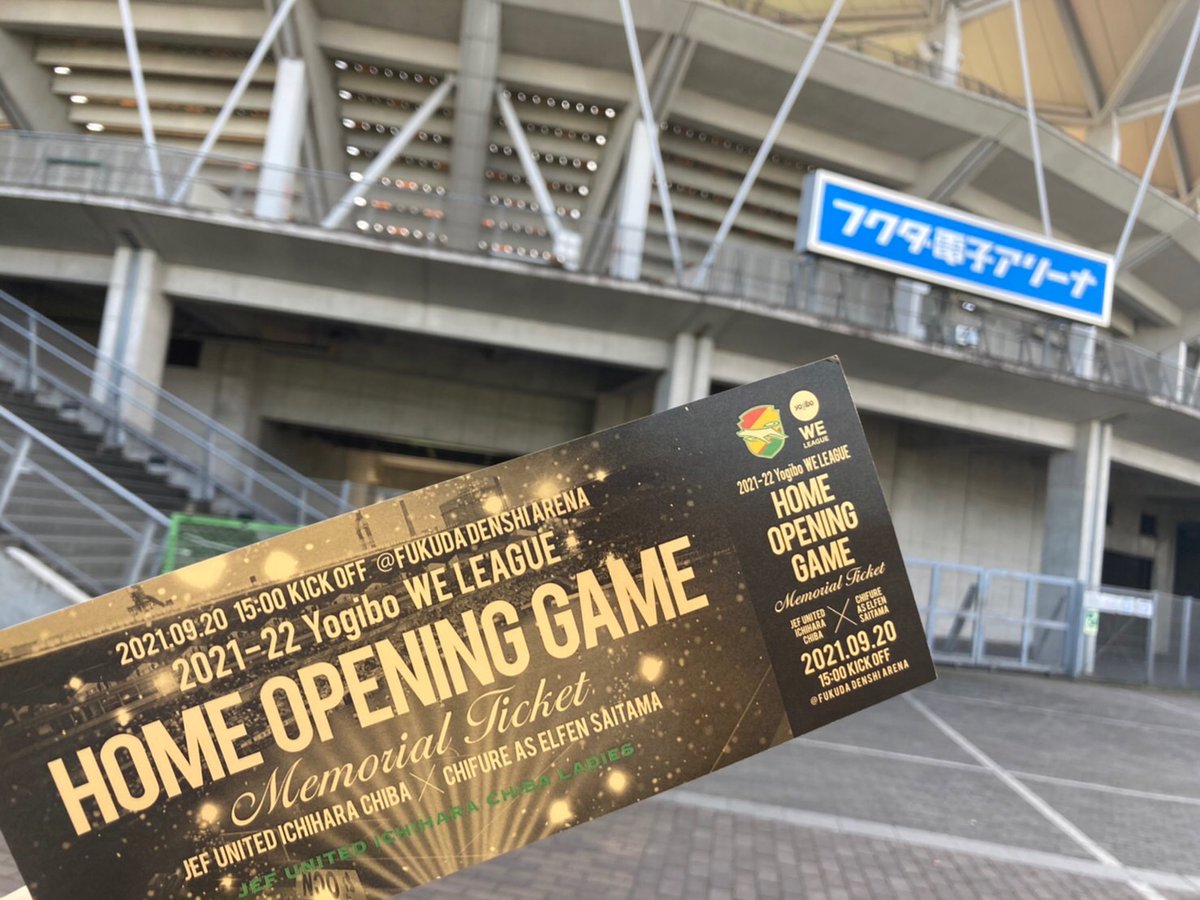 フクダ電子アリーナ
2021.09.20 15:00 KICK OFF @FUKUDA DENSHI ARENA
2021-22 Yogibo WE LEAGUE
HOME OPENING GAME
Memorial Ticket
JEF UNITED ICHIHARA CHIBA × CHIFURE AS ELFEN SAITAMA
JEF UNITED ICHIHARA CHIBA LADIES
yogibo
WE
LEAGUE
2021-22 Yogibo WE LEAGUE
HOME
OPENING
GAME
Memorial Ticket
JEF UNITED ICHIHARA CHIBA × CHIFURE AS ELFEN SAITAMA
2021.09.20
15:00 KICK OFF
@FUKUDA DENSHI ARENA